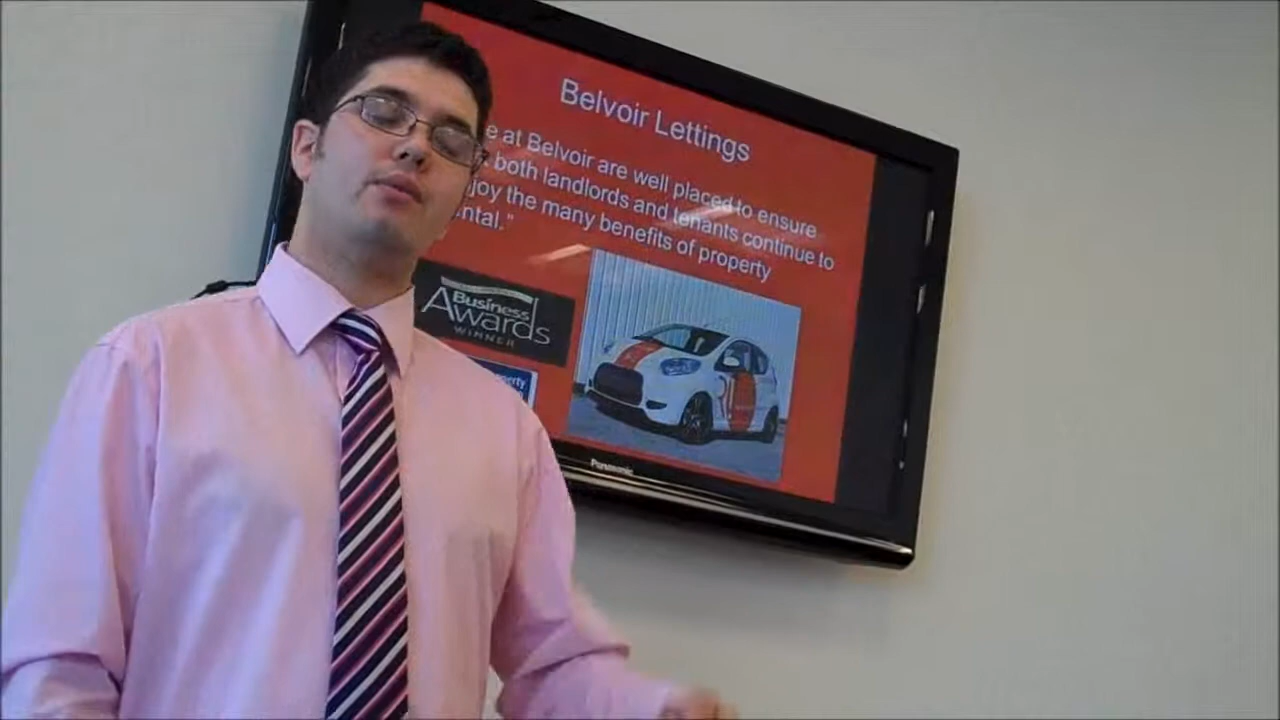 Belvoir Lettings
e at Belvoir are well placed to ensure
both landlords and tenants continue to
joy the many benefits of property
ntal."
Business
Awards
WINNER
Panasonic